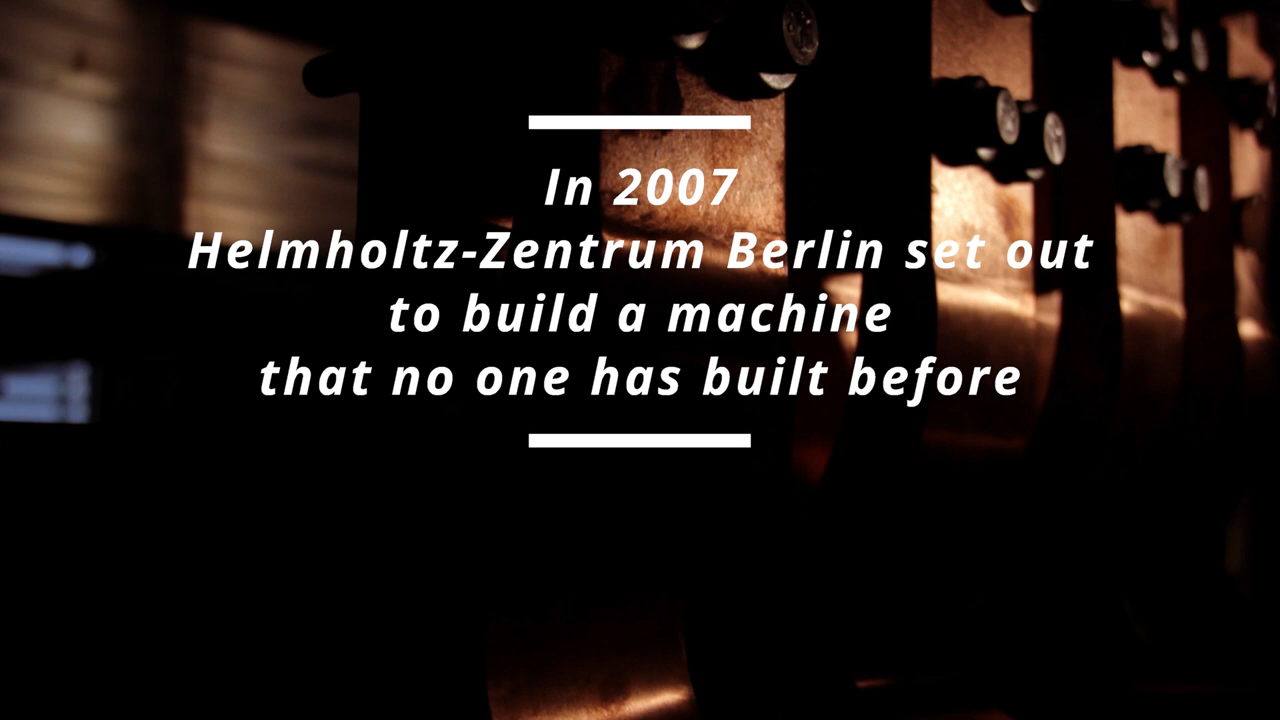 In 2007
Helmholtz-Zentrum Berlin set out
to build a machine
that no one has built before